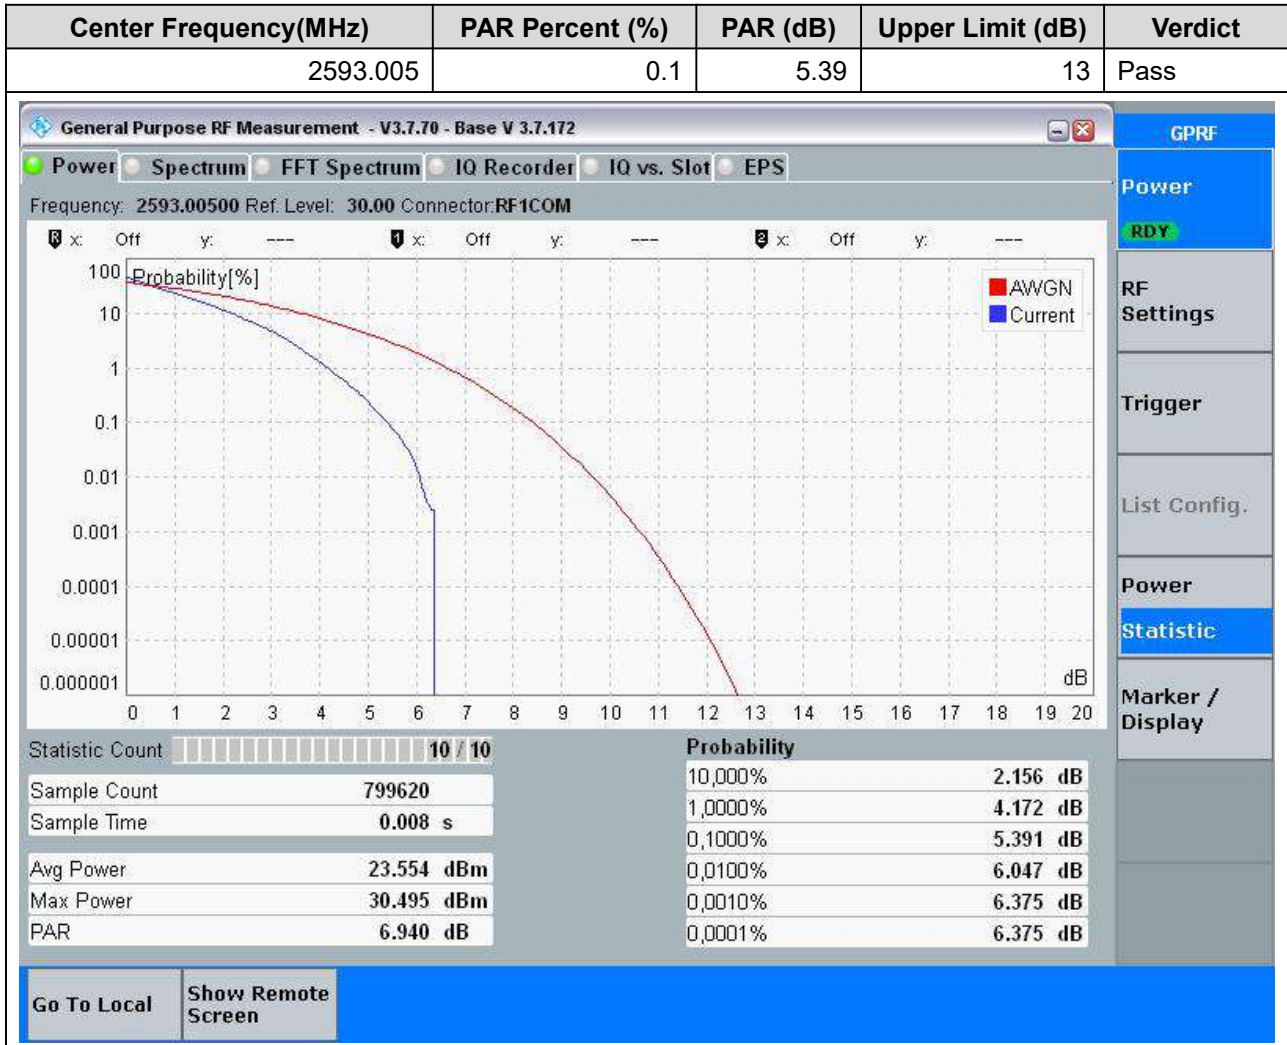 Center Frequency(MHz) PAR Percent (%) PAR (dB) Upper Limit (dB) Verdict
2593.005 0.1 5.39 13 Pass
General Purpose RF Measurement - V3.7.70 - Base V 3.7.172
GPRF
Power Spectrum FFT Spectrum IQ Recorder IQ vs. Slot EPS
Frequency: 2593.00500 Ref. Level: 30.00 Connector:RF1COM
R x: Off y: --- 1 x: Off y: --- 2 x: Off y: ---
Power
RDY
RF
Settings
Trigger
List Config.
Power
Statistic
Marker /
Display
Probability[%]
AWGN
Current
100
10
1
0.1
0.01
0.001
0.0001
0.00001
0.000001
dB
0 1 2 3 4 5 6 7 8 9 10 11 12 13 14 15 16 17 18 19 20
Statistic Count 10 / 10
Sample Count 799620
Sample Time 0.008 s
Avg Power 23.554 dBm
Max Power 30.495 dBm
PAR 6.940 dB
Probability
10,000% 2.156 dB
1,0000% 4.172 dB
0,1000% 5.391 dB
0,0100% 6.047 dB
0,0010% 6.375 dB
0,0001% 6.375 dB
Go To Local
Show Remote
Screen